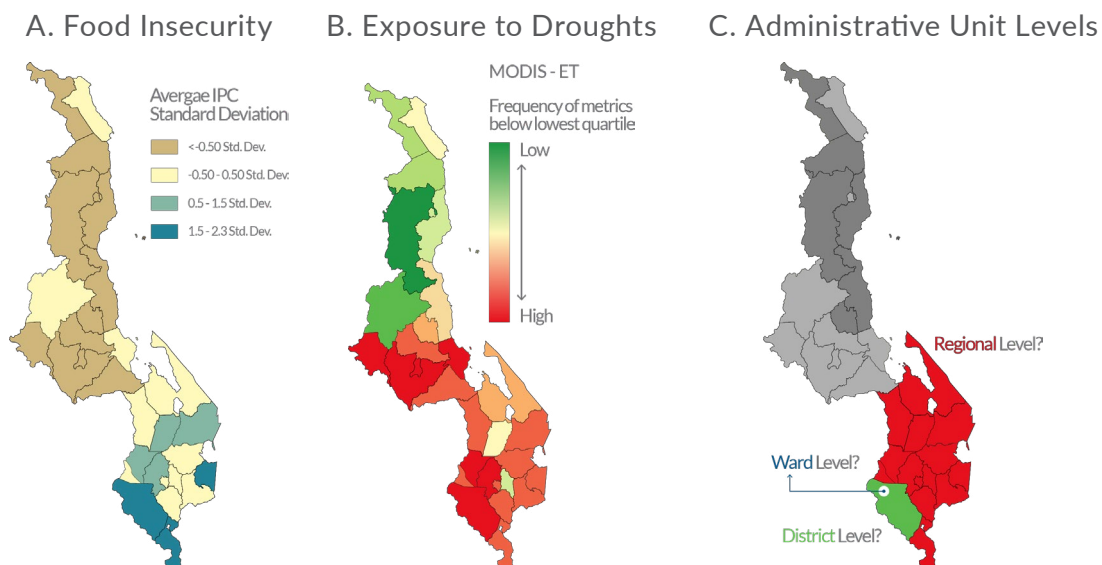 A. Food Insecurity
B. Exposure to Droughts
C. Administrative Unit Levels
Avergae IPC
Standard Deviation
<-0.50 Std. Dev.
-0.50 - 0.50 Std. Dev:
0.5 - 1.5 Std. Dev.
1.5 - 2.3 Std. Dev.
MODIS - ET
Frequency of metrics
below lowest quartile
Low
High
Regional Level?
Ward Level?
District Level?